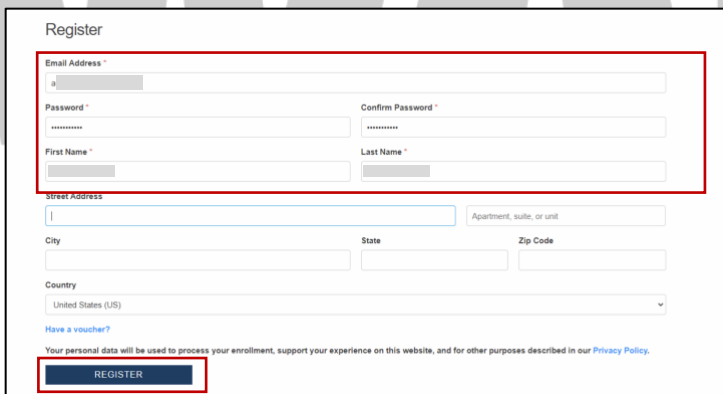 Register
Email Address *
a
Password * Confirm Password *
••••••••••• •••••••••••
First Name * Last Name *
Street Address
Apartment, suite, or unit
City State Zip Code
Country
United States (US)
Have a voucher?
Your personal data will be used to process your enrollment, support your experience on this website, and for other purposes described in our Privacy Policy.
REGISTER